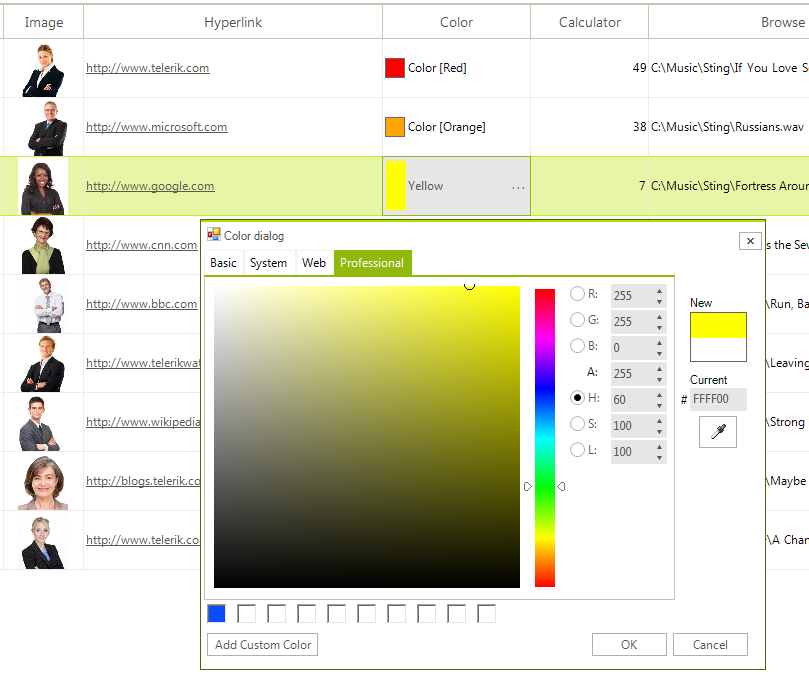 Image Hyperlink Color Calculator Browse
http://www.telerik.com Color [Red] 49 C:\Music\Sting\If You Love S
http://www.microsoft.com Color [Orange] 38 C:\Music\Sting\Russians.wav
http://www.google.com Yellow ... 7 C:\Music\Sting\Fortress Aroun
Color dialog
http://www.cnn.com s the Sev
Basic System Web Professional
http://www.bbc.com \Run, Ba
http://www.telerikwat \Leaving
http://www.wikipedia \Strong
http://blogs.telerik.co \Maybe
http://www.telerik.co \A Chan
R: 255
G: 255
B: 0
A: 255
H: 60
S: 100
L: 100
New
Current
# FFFF00
Add Custom Color OK Cancel